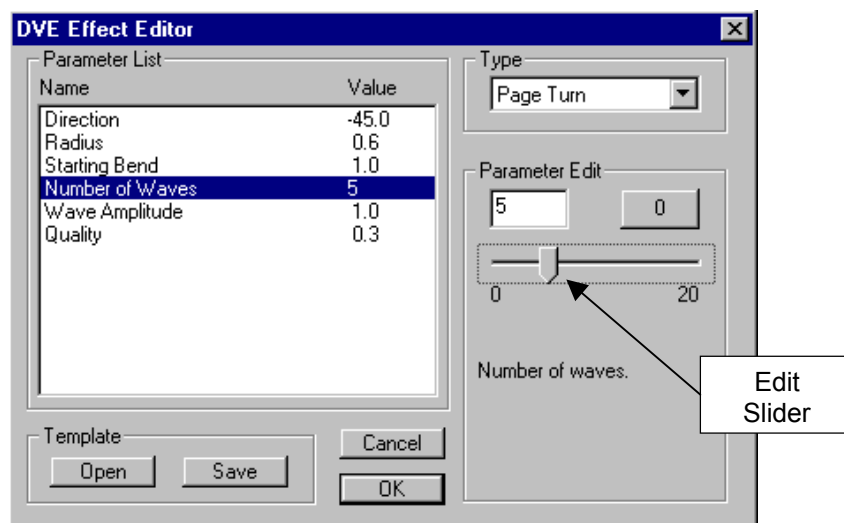 DVE Effect Editor
Parameter List
Name Value
Direction -45.0
Radius 0.6
Starting Bend 1.0
Number of Waves 5
Wave Amplitude 1.0
Quality 0.3
Type
Page Turn
Parameter Edit
5 0
0 20
Number of waves.
Edit
Slider
Template
Open Save
Cancel
OK